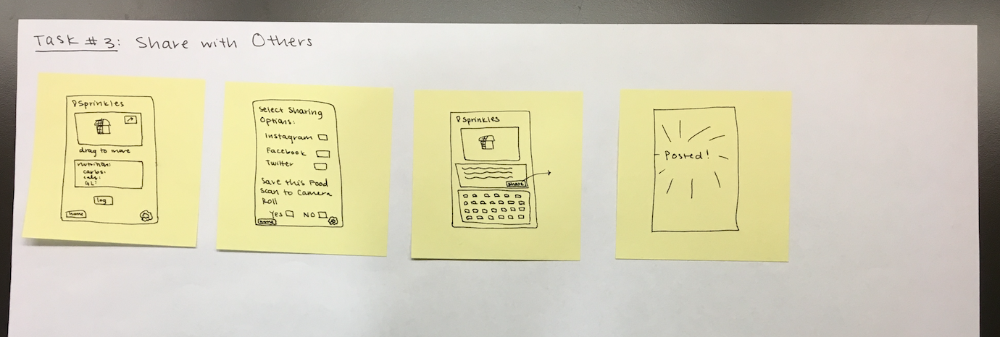 Task #3: Share with Others
Sprinkles
drag to move
nutrition:
carbs:
cals:
GL:
log
home
Select Sharing
Options:
Instagram
Facebook
Twitter
Save this Food
Scan to Camera
Roll
Yes NO
home
Sprinkles
share
Posted!